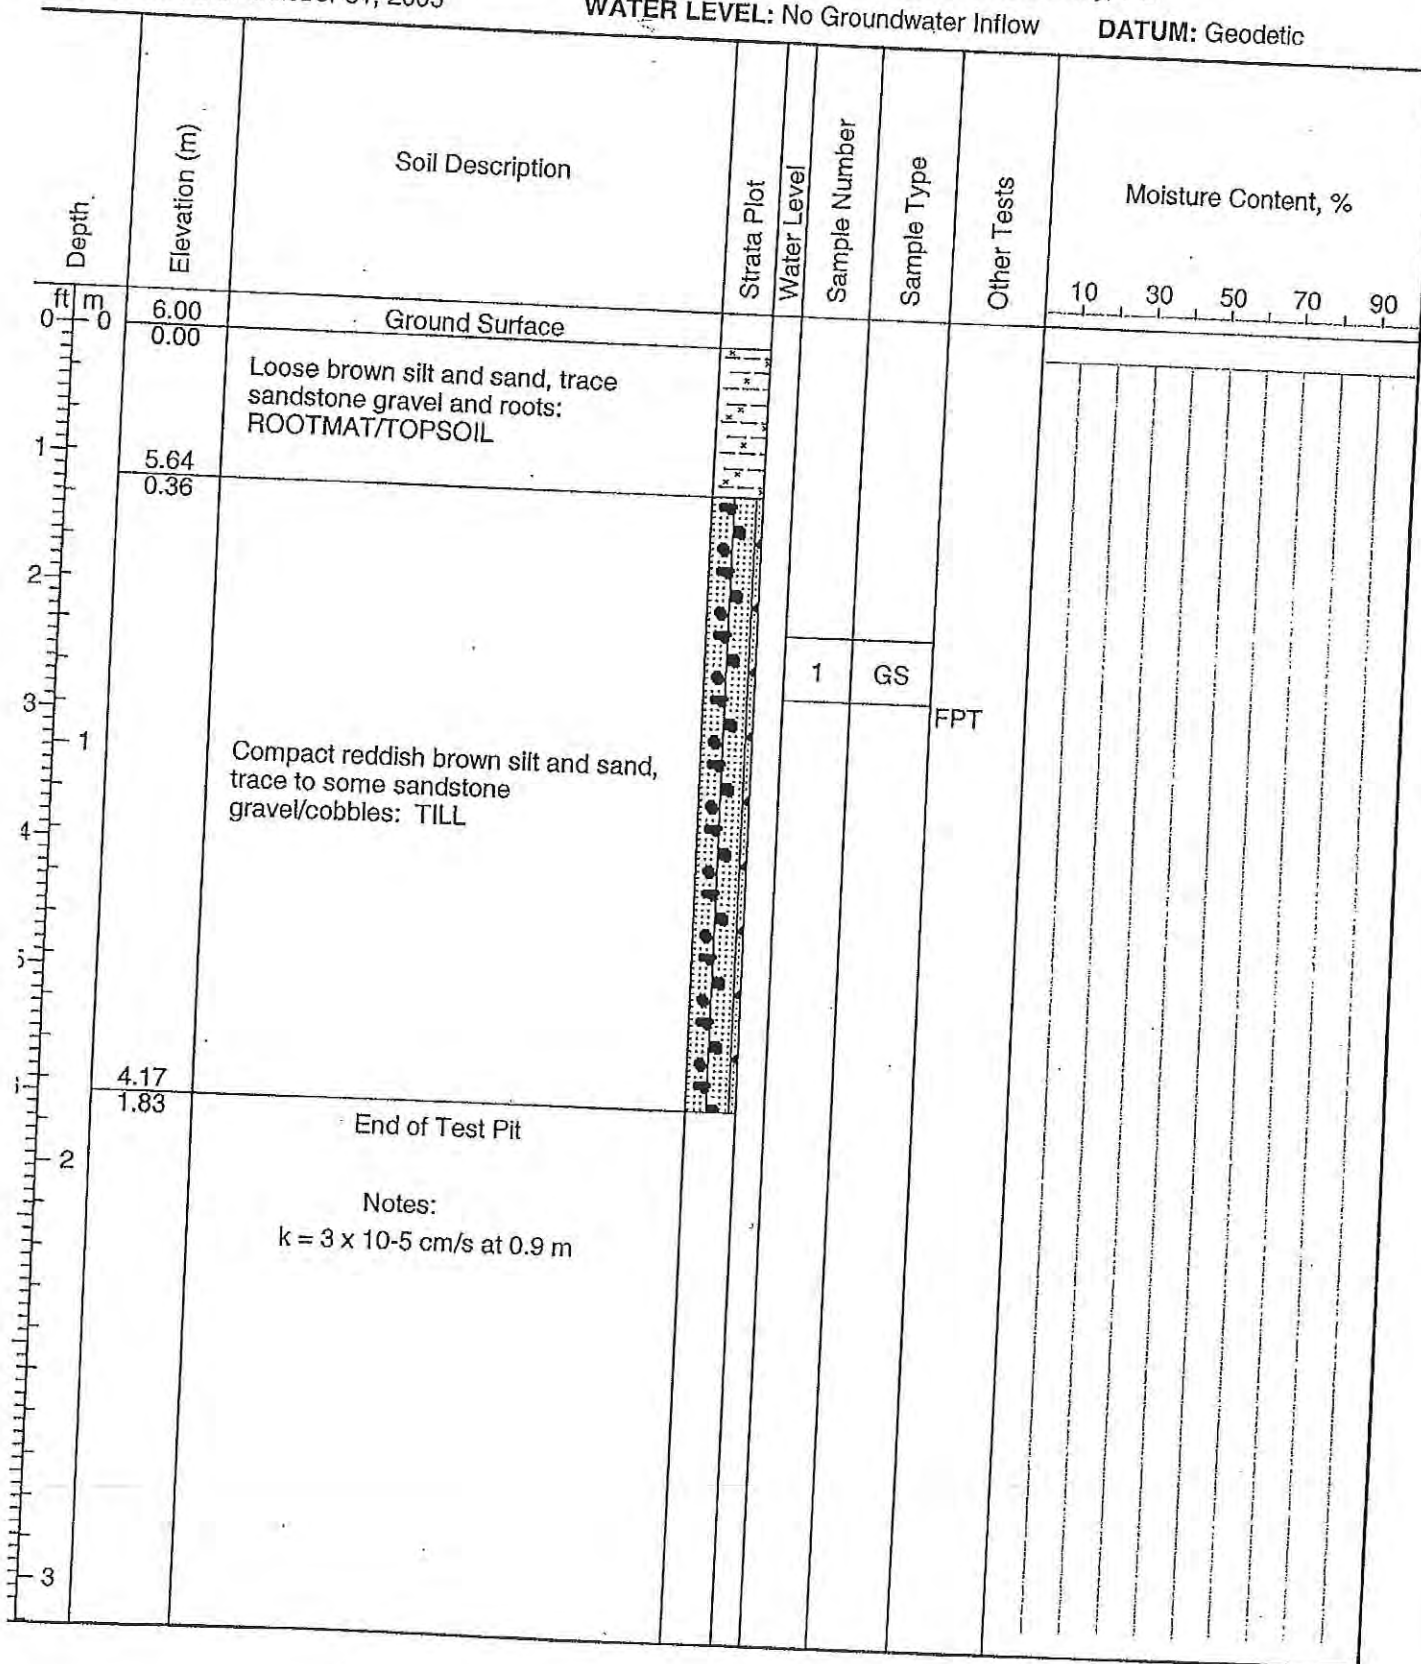 WATER LEVEL: No Groundwater Inflow DATUM: Geodetic
Depth
Elevation (m)
Soil Description
Strata Plot
Water Level
Sample Number
Sample Type
Other Tests
Moisture Content, %
ft m
10 30 50 70 90
0 0
6.00
0.00
Ground Surface
Loose brown silt and sand, trace
sandstone gravel and roots:
ROOTMAT/TOPSOIL
1
5.64
0.36
2
1 GS
3
FPT
1
Compact reddish brown silt and sand,
trace to some sandstone
gravel/cobbles: TILL
4
4.17
1.83
End of Test Pit
2
Notes:
k = 3 x 10-5 cm/s at 0.9 m
3